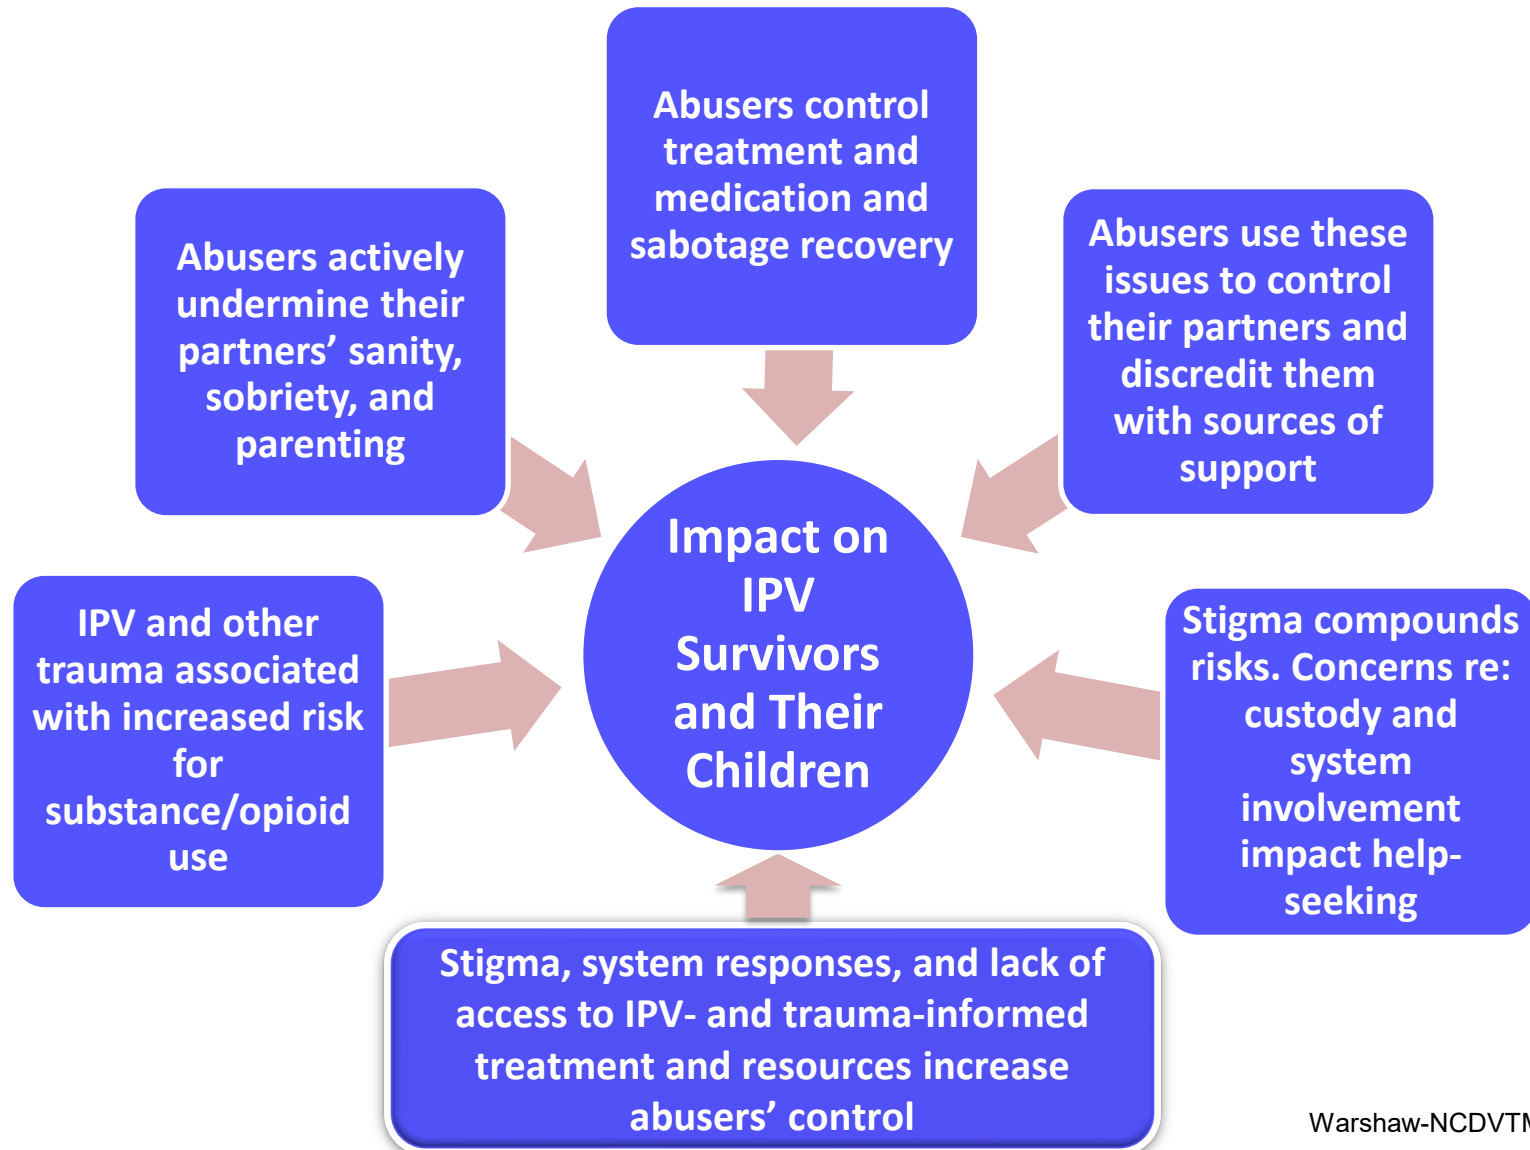 Abusers control
treatment and
medication and
sabotage recovery
Abusers actively
undermine their
partners’ sanity,
sobriety, and
parenting
Abusers use these
issues to control
their partners and
discredit them
with sources of
support
Impact on
IPV
Survivors
and Their
Children
IPV and other
trauma associated
with increased risk
for
substance/opioid
use
Stigma compounds
risks. Concerns re:
custody and
system
involvement
impact help-
seeking
Stigma, system responses, and lack of
access to IPV- and trauma-informed
treatment and resources increase
abusers’ control
Warshaw-NCDVTM